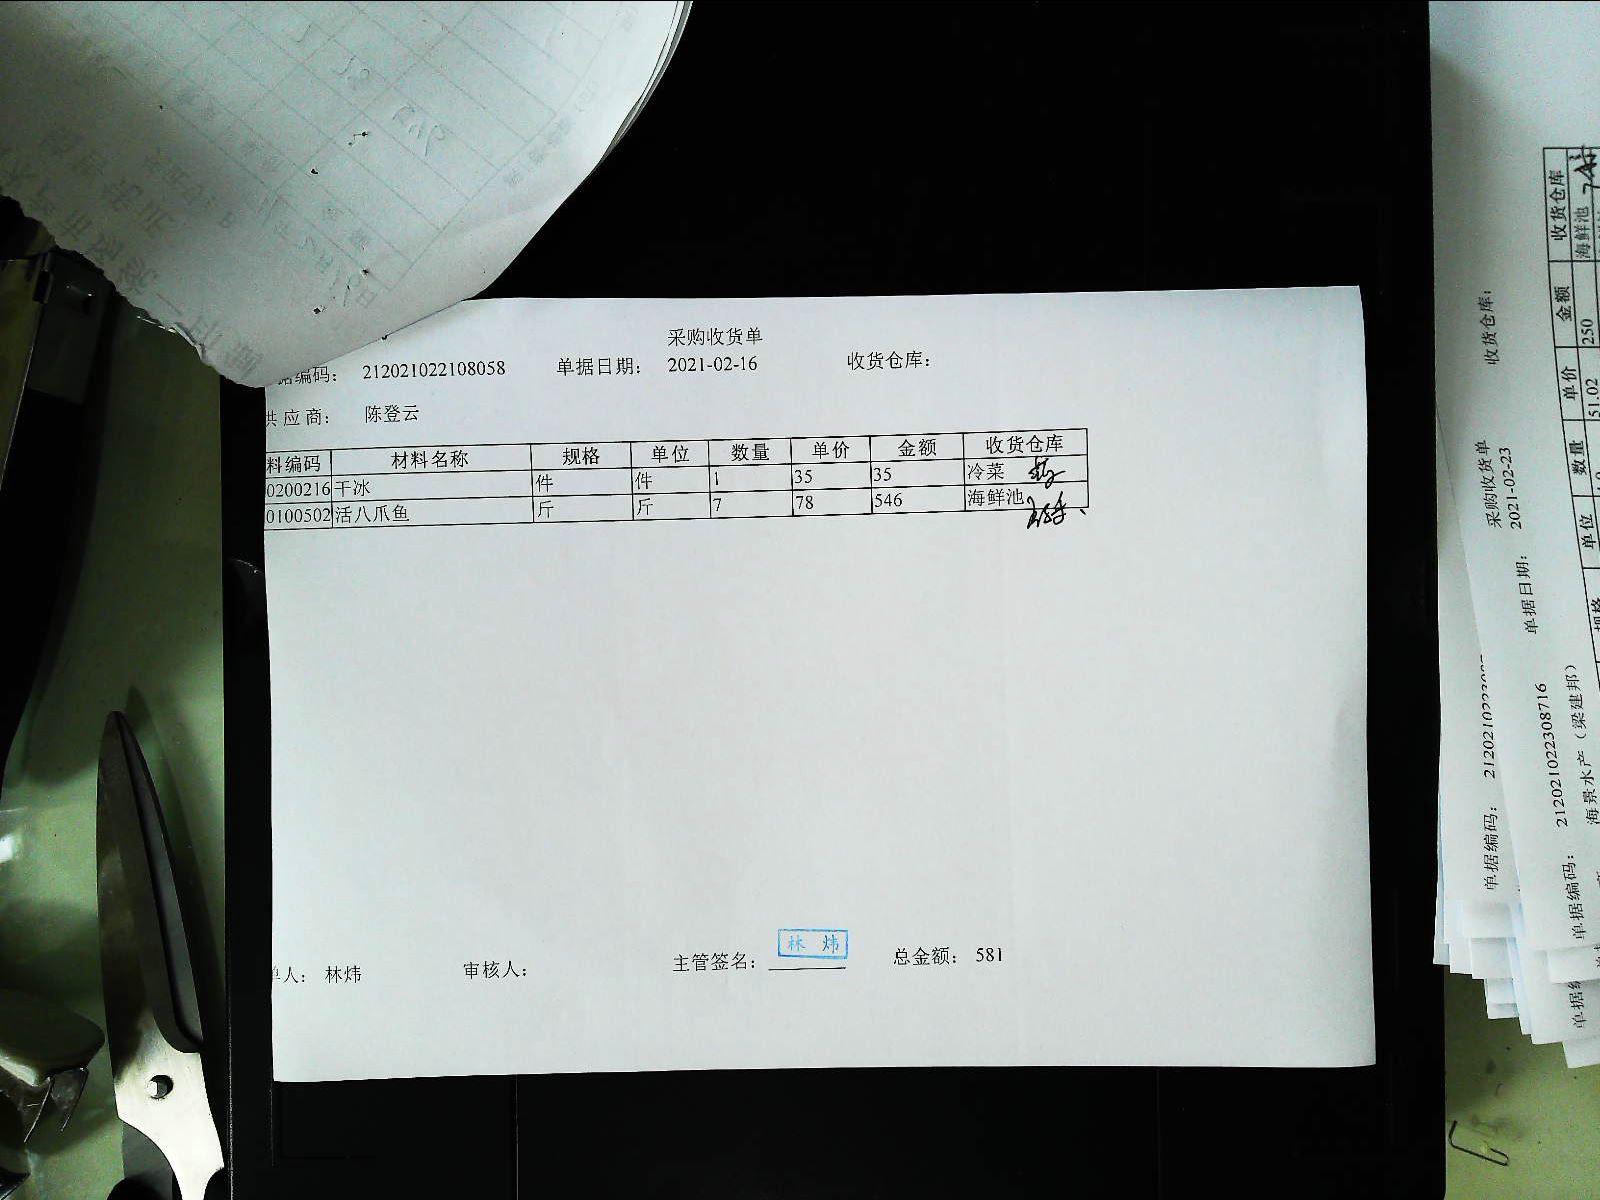 采购收货单
据编码： 212021022108058 单据日期： 2021-02-16 收货仓库：
供应商： 陈登云
料编码 材料名称 规格 单位 数量 单价 金额 收货仓库
0200216 干冰 件 件 1 35 35 冷菜
0100502 活八爪鱼 斤 斤 7 78 546 海鲜池
单人： 林炜 审核人： 主管签名： 林炜 总金额： 581
收货仓库：
单据编码：
采购收货单
单据日期： 2021-02-23
单据编码： 212021022308716
海景水产（梁建邦）
单位 数量 单价 金额 收货仓库
51.02 250 海鲜池
单据编